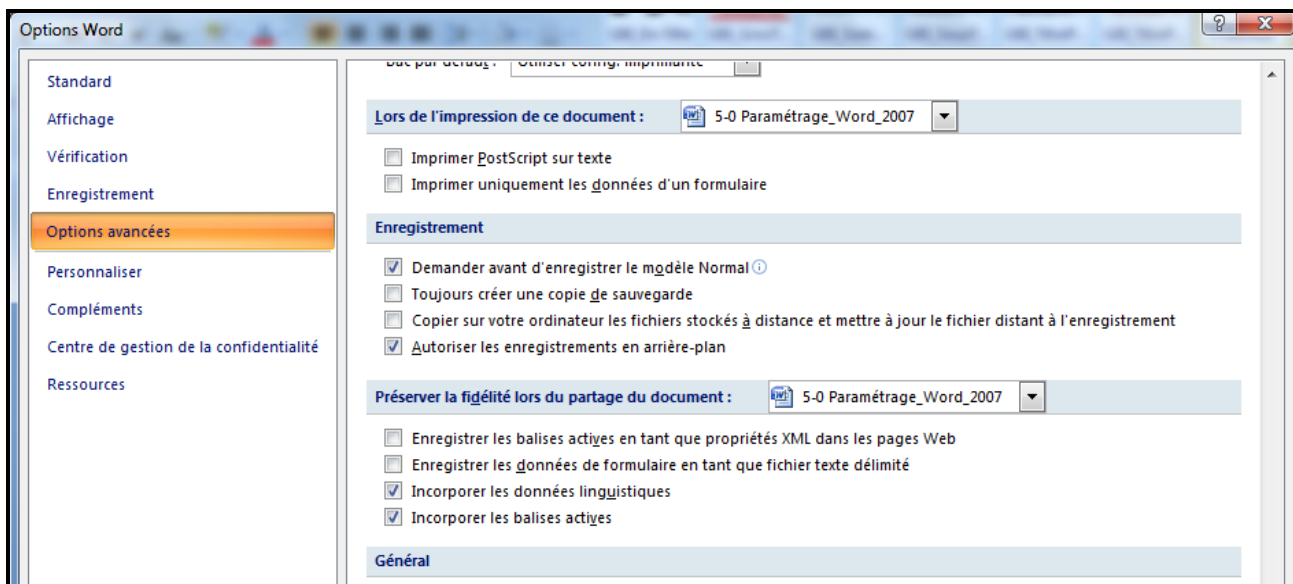 Options Word
Standard
Affichage
Vérification
Enregistrement
Options avancées
Personnaliser
Compléments
Centre de gestion de la confidentialité
Ressources
Bac par défaut : Utiliser config. imprimante
Lors de l'impression de ce document : 5-0 Paramétrage_Word_2007
Imprimer PostScript sur texte
Imprimer uniquement les données d'un formulaire
Enregistrement
Demander avant d'enregistrer le modèle Normal
Toujours créer une copie de sauvegarde
Copier sur votre ordinateur les fichiers stockés à distance et mettre à jour le fichier distant à l'enregistrement
Autoriser les enregistrements en arrière-plan
Préserver la fidélité lors du partage du document : 5-0 Paramétrage_Word_2007
Enregistrer les balises actives en tant que propriétés XML dans les pages Web
Enregistrer les données de formulaire en tant que fichier texte délimité
Incorporer les données linguistiques
Incorporer les balises actives
Général